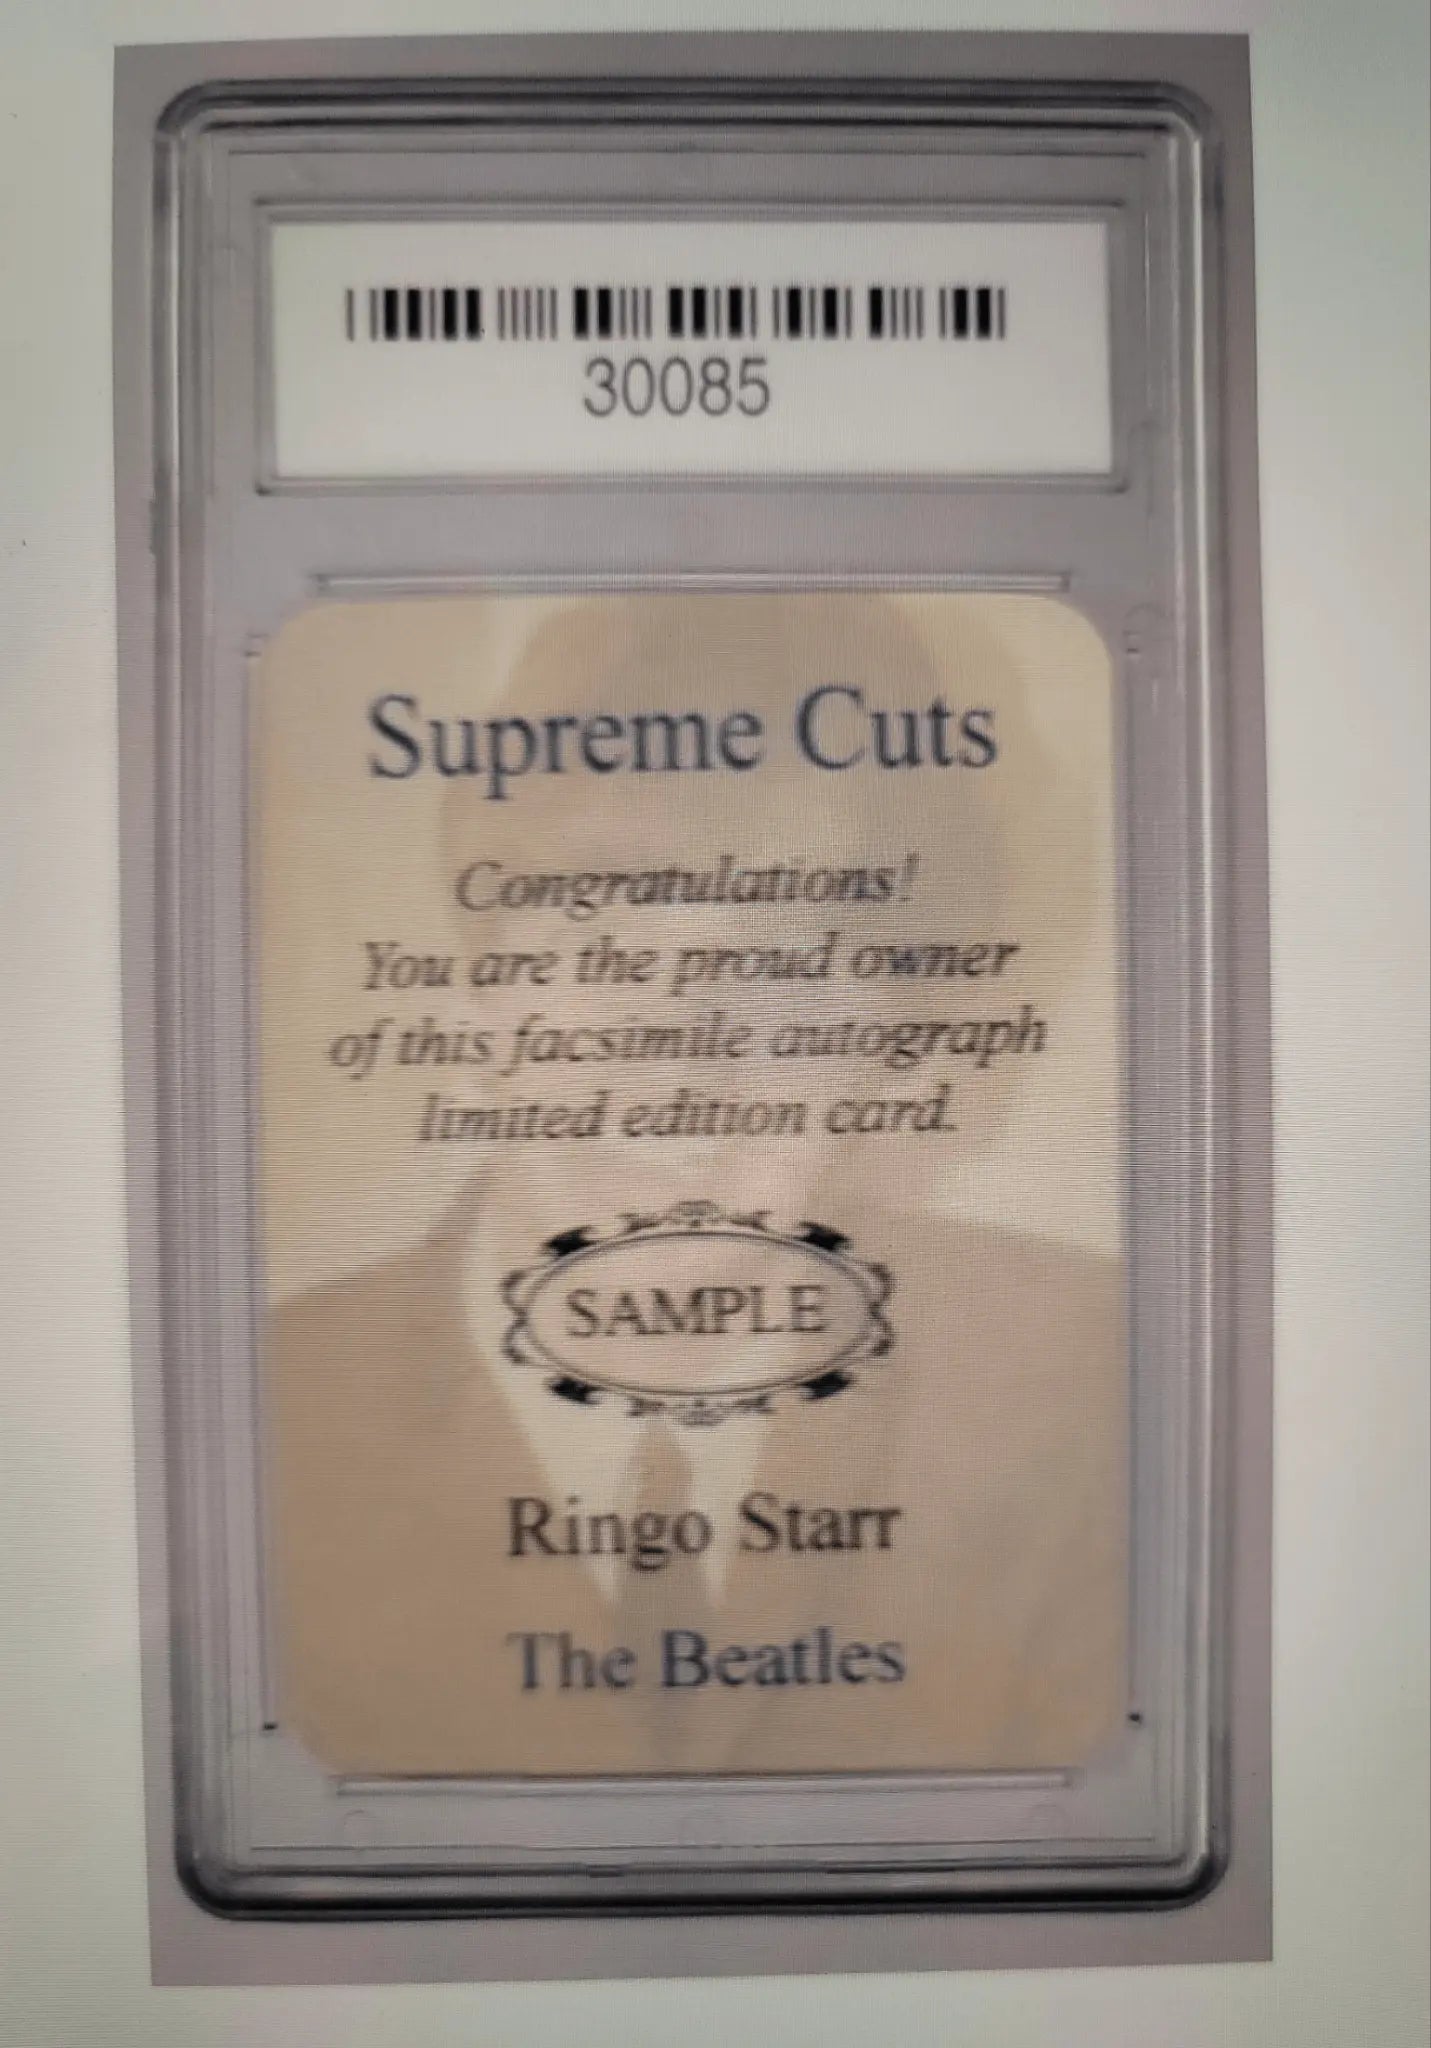 30085
Supreme Cuts
Congratulations!
You are the proud owner
of this facsimile autograph
limited edition card.
SAMPLE
Ringo Starr
The Beatles